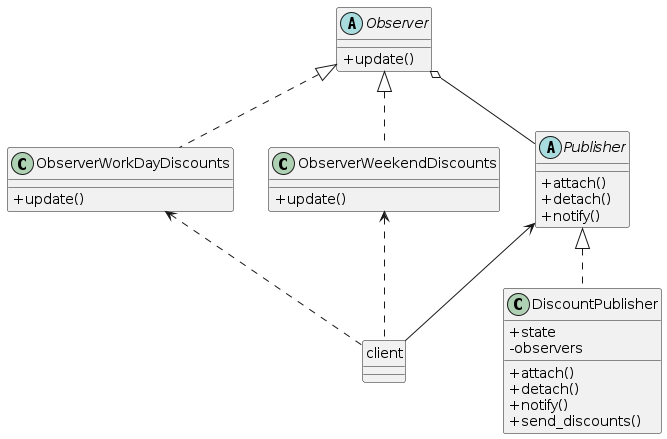 A Observer
+update()
C ObserverWorkDayDiscounts
+update()
C ObserverWeekendDiscounts
+update()
A Publisher
+attach()
+detach()
+notify()
client
C DiscountPublisher
+state
-observers
+attach()
+detach()
+notify()
+send_discounts()